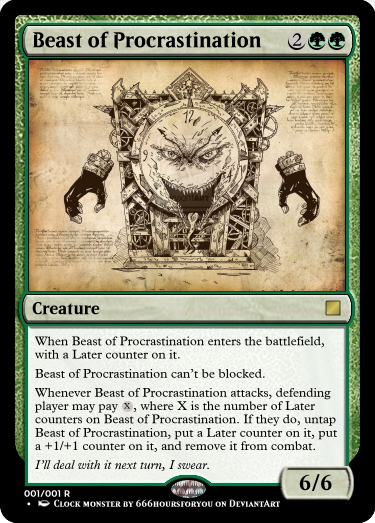 Beast of Procrastination 2
12
9
3
Creature
When Beast of Procrastination enters the battlefield,
with a Later counter on it.
Beast of Procrastination can't be blocked.
Whenever Beast of Procrastination attacks, defending
player may pay X, where X is the number of Later
counters on Beast of Procrastination. If they do, untap
Beast of Procrastination, put a Later counter on it, put
a +1/+1 counter on it, and remove it from combat.
I'll deal with it next turn, I swear.
6/6
001/001 R
• Clock monster by 666hoursforyou on DeviantArt